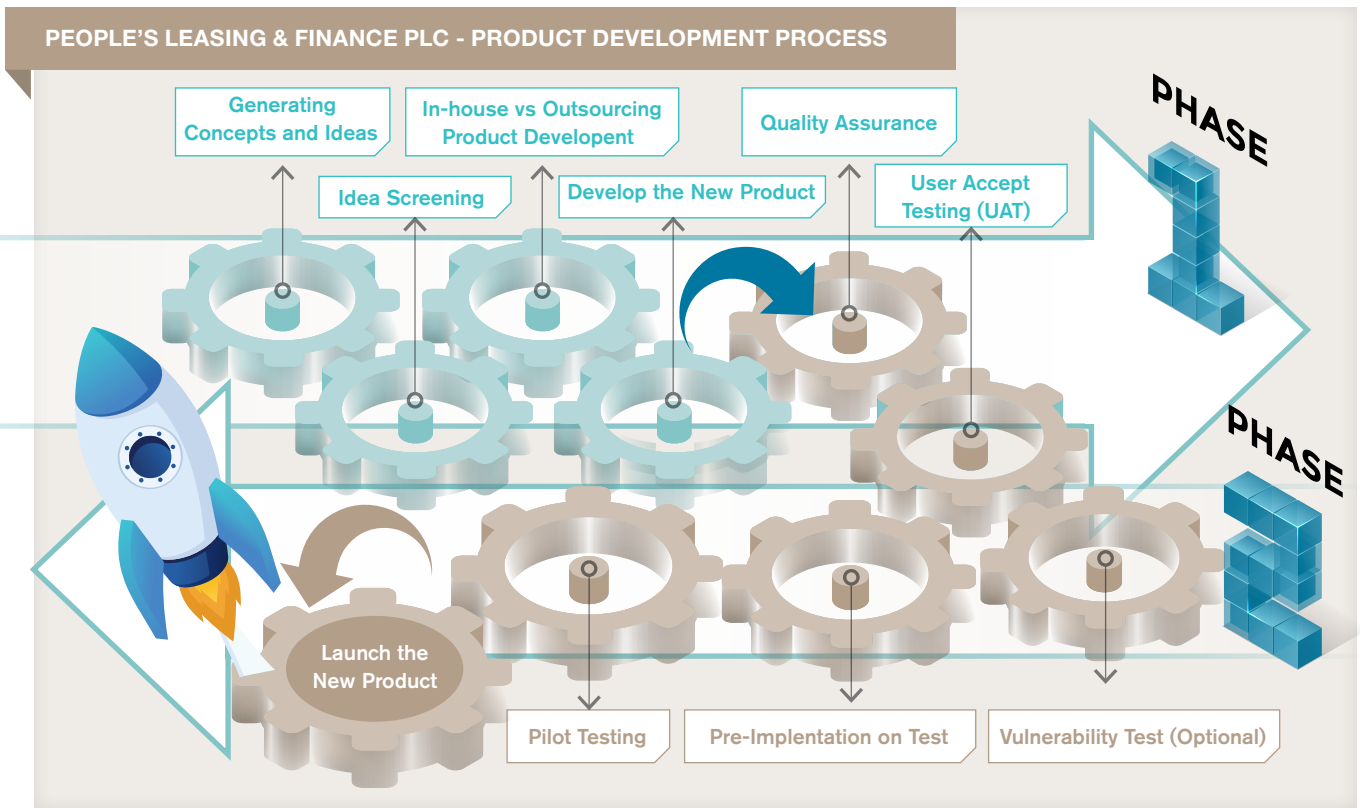 PEOPLE'S LEASING & FINANCE PLC - PRODUCT DEVELOPMENT PROCESS
Generating
Concepts and Ideas
In-house vs Outsourcing
Product Developent
Quality Assurance
Idea Screening
Develop the New Product
User Accept
Testing (UAT)
PHASE
1
PHASE
2
Launch the
New Product
Pilot Testing
Pre-Implentation on Test
Vulnerability Test (Optional)